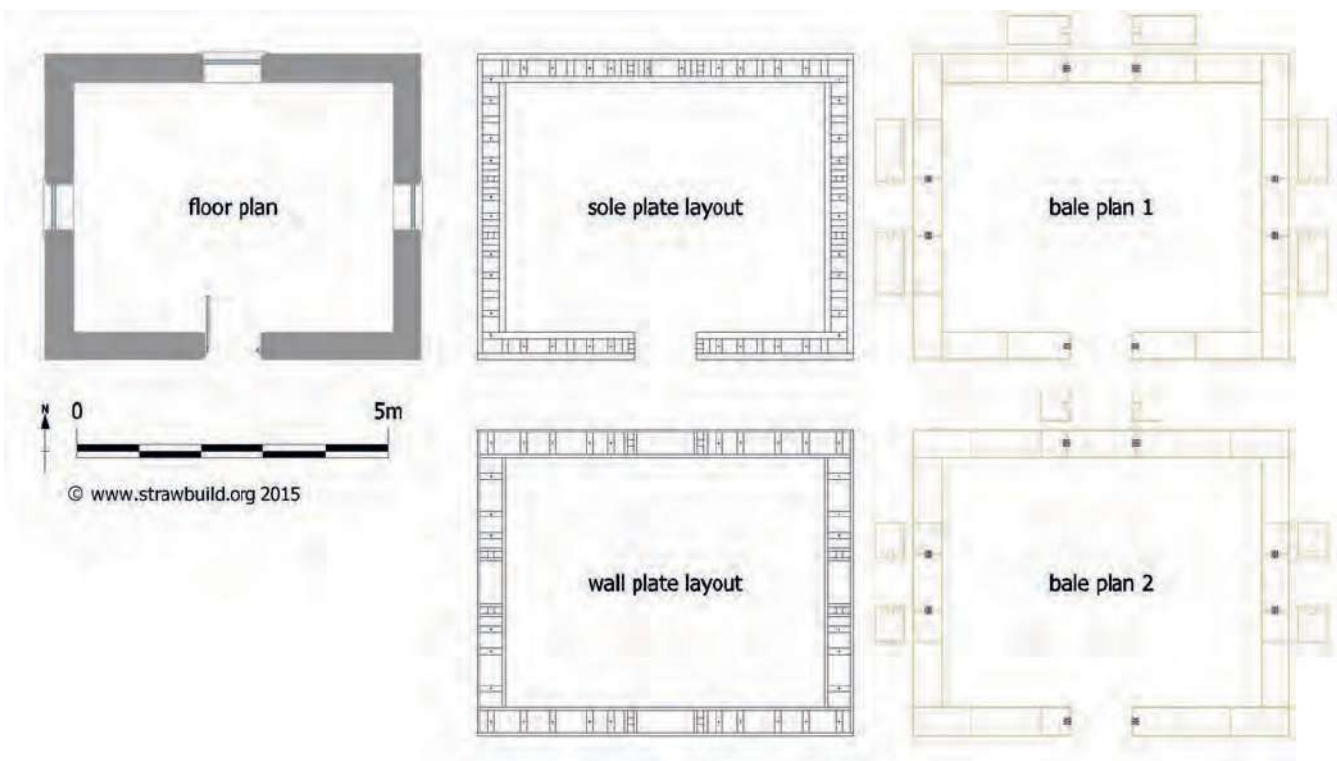 floor plan
sole plate layout
bale plan 1
N
0 5m
© www.strawbuild.org 2015
wall plate layout
bale plan 2